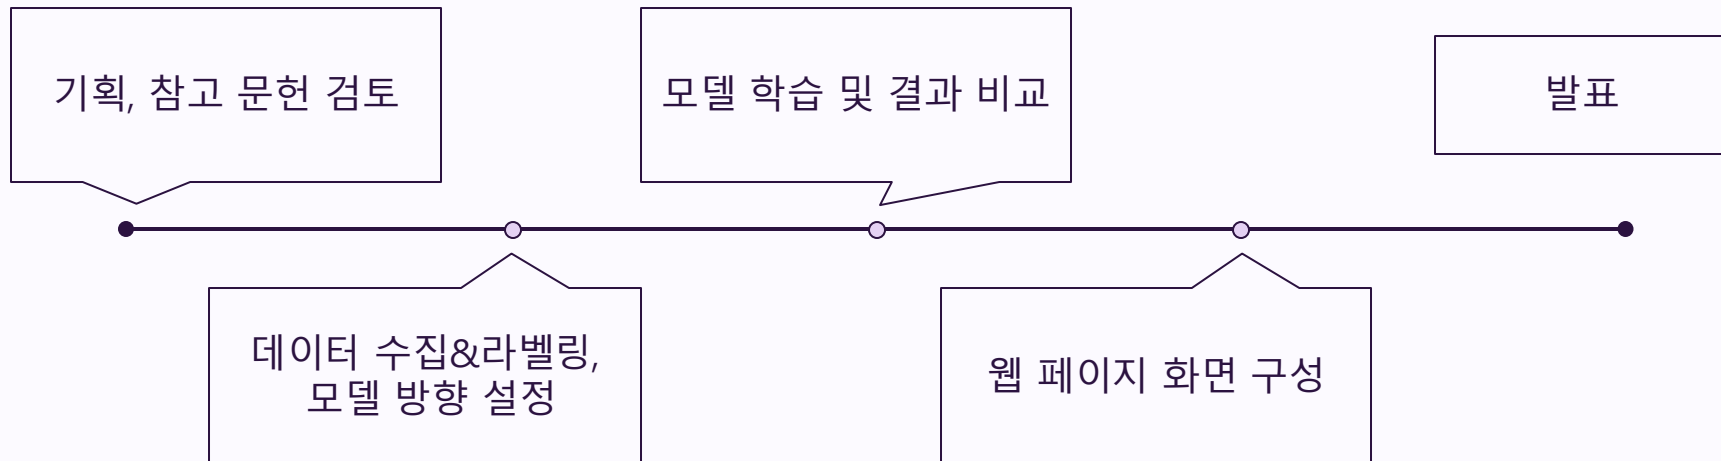 기획, 참고 문헌 검토
모델 학습 및 결과 비교
발표
데이터 수집&라벨링,
모델 방향 설정
웹 페이지 화면 구성